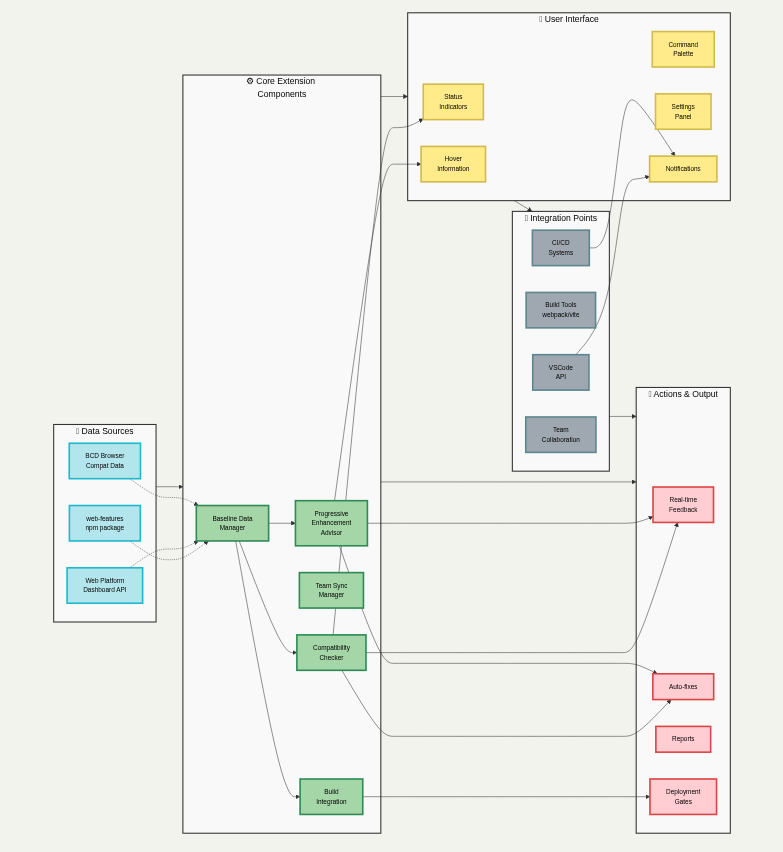 User Interface
Command
Palette
Status
Indicators
Settings
Panel
Hover
Information
Notifications
⚙ Core Extension
Components
Integration Points
CI/CD
Systems
Build Tools
webpack/vite
VSCode
API
Team
Collaboration
Data Sources
BCD Browser
Compat Data
web-features
npm package
Web Platform
Dashboard API
Baseline Data
Manager
Progressive
Enhancement
Advisor
Team Sync
Manager
Compatibility
Checker
Build
Integration
Actions & Output
Real-time
Feedback
Auto-fixes
Reports
Deployment
Gates